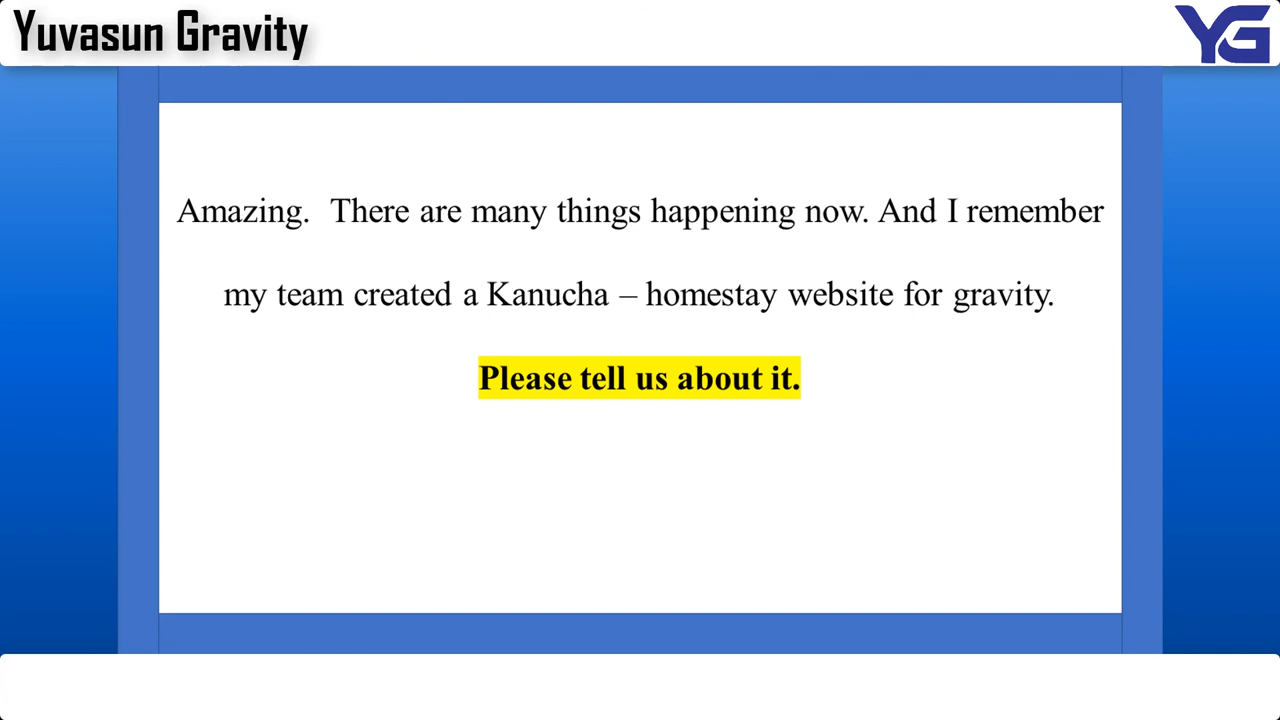 Yuvasun Gravity
YG
Amazing.  There are many things happening now. And I remember
my team created a Kanucha – homestay website for gravity.
Please tell us about it.